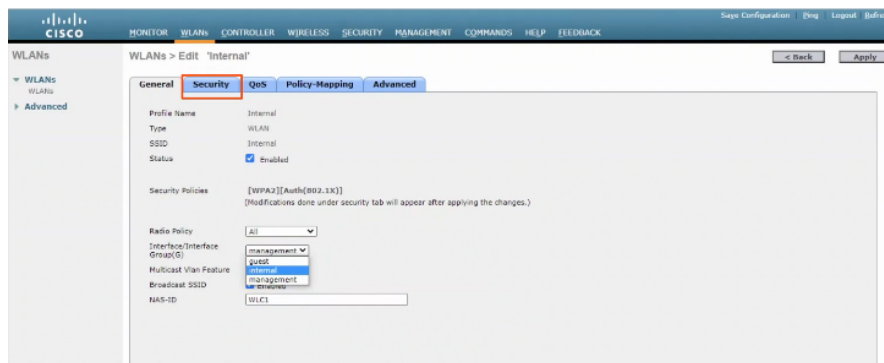 Save Configuration | Ping | Logout | Refre
CISCO
MONITOR WLANs CONTROLLER WIRELESS SECURITY MANAGEMENT COMMANDS HELP FEEDBACK
WLANs
WLANs > Edit 'Internal'
< Back
Apply
WLANs
WLANs
Advanced
General Security QoS Policy-Mapping Advanced
Profile Name Internal
Type WLAN
SSID Internal
Status Enabled
Security Policies [WPA2][Auth(802.1X)]
(Modifications done under security tab will appear after applying the changes.)
Radio Policy All
Interface/Interface Group(G) management
guest
internal
management
Multicast Vlan Feature
Broadcast SSID Enabled
NAS-ID WLC1